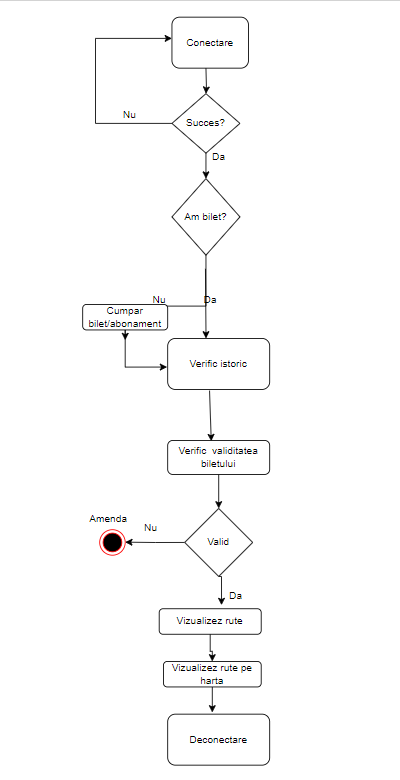 Conectare
Nu
Succes?
Da
Am bilet?
Nu
Da
Cumpar
bilet/abonament
Verific istoric
Verific validitatea
biletului
Amenda
Nu
Valid
Da
Vizualizez rute
Vizualizez rute pe
harta
Deconectare